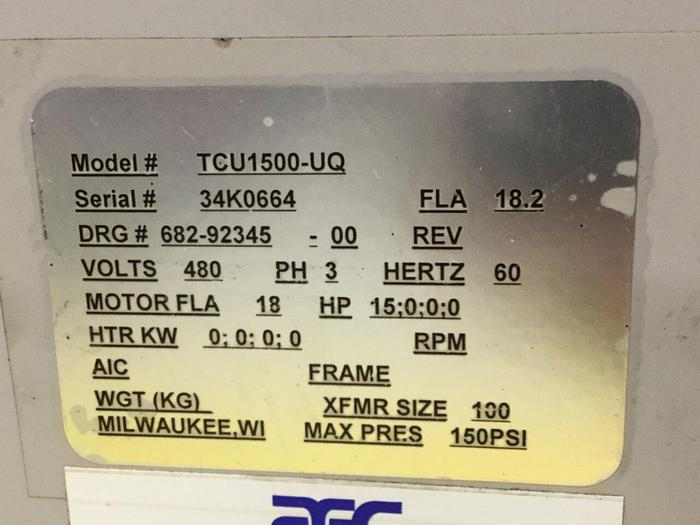 Model # TCU1500-UQ
Serial # 34K0664 FLA 18.2
DRG # 682-92345 - 00 REV
VOLTS 480 PH 3 HERTZ 60
MOTOR FLA 18 HP 15;0;0;0
HTR KW 0; 0; 0; 0 RPM
AIC FRAME
WGT (KG) XFMR SIZE 100
MILWAUKEE,WI MAX PRES 150PSI